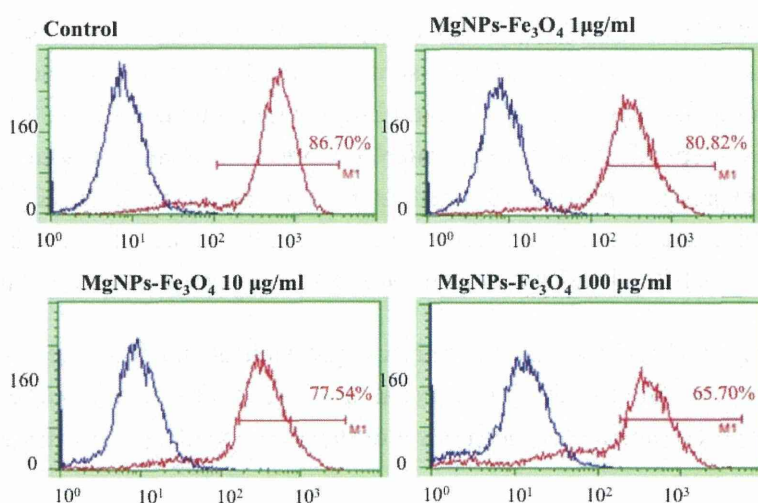 Control
160
0
86.70%
M1
10⁰ 10¹ 10² 10³
MgNPs-Fe₃O₄ 1µg/ml
160
0
80.82%
M1
10⁰ 10¹ 10² 10³
MgNPs-Fe₃O₄ 10 µg/ml
160
0
77.54%
M1
10⁰ 10¹ 10² 10³
MgNPs-Fe₃O₄ 100 µg/ml
160
0
65.70%
M1
10⁰ 10¹ 10² 10³